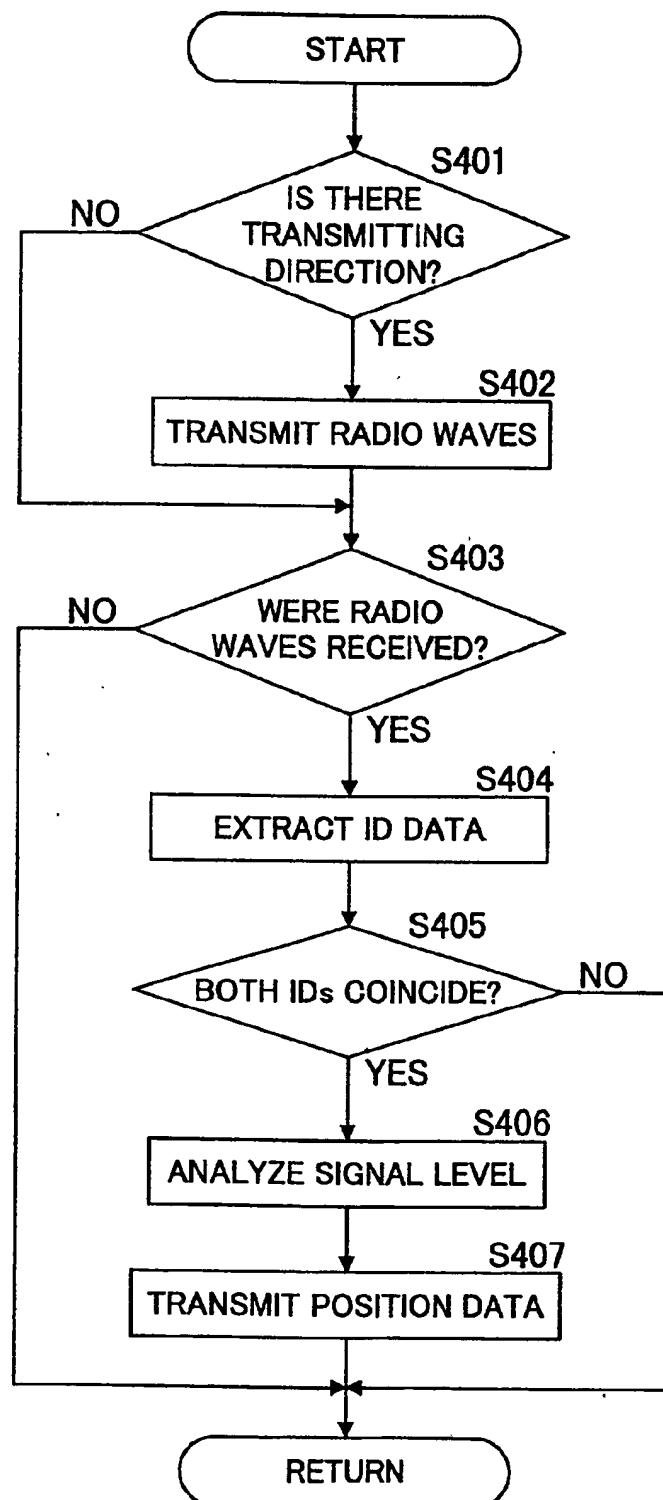 START
S401
IS THERE
TRANSMITTING
DIRECTION?
NO
YES
S402
TRANSMIT RADIO WAVES
S403
WERE RADIO
WAVES RECEIVED?
NO
YES
S404
EXTRACT ID DATA
S405
BOTH IDs COINCIDE?
NO
YES
S406
ANALYZE SIGNAL LEVEL
S407
TRANSMIT POSITION DATA
RETURN